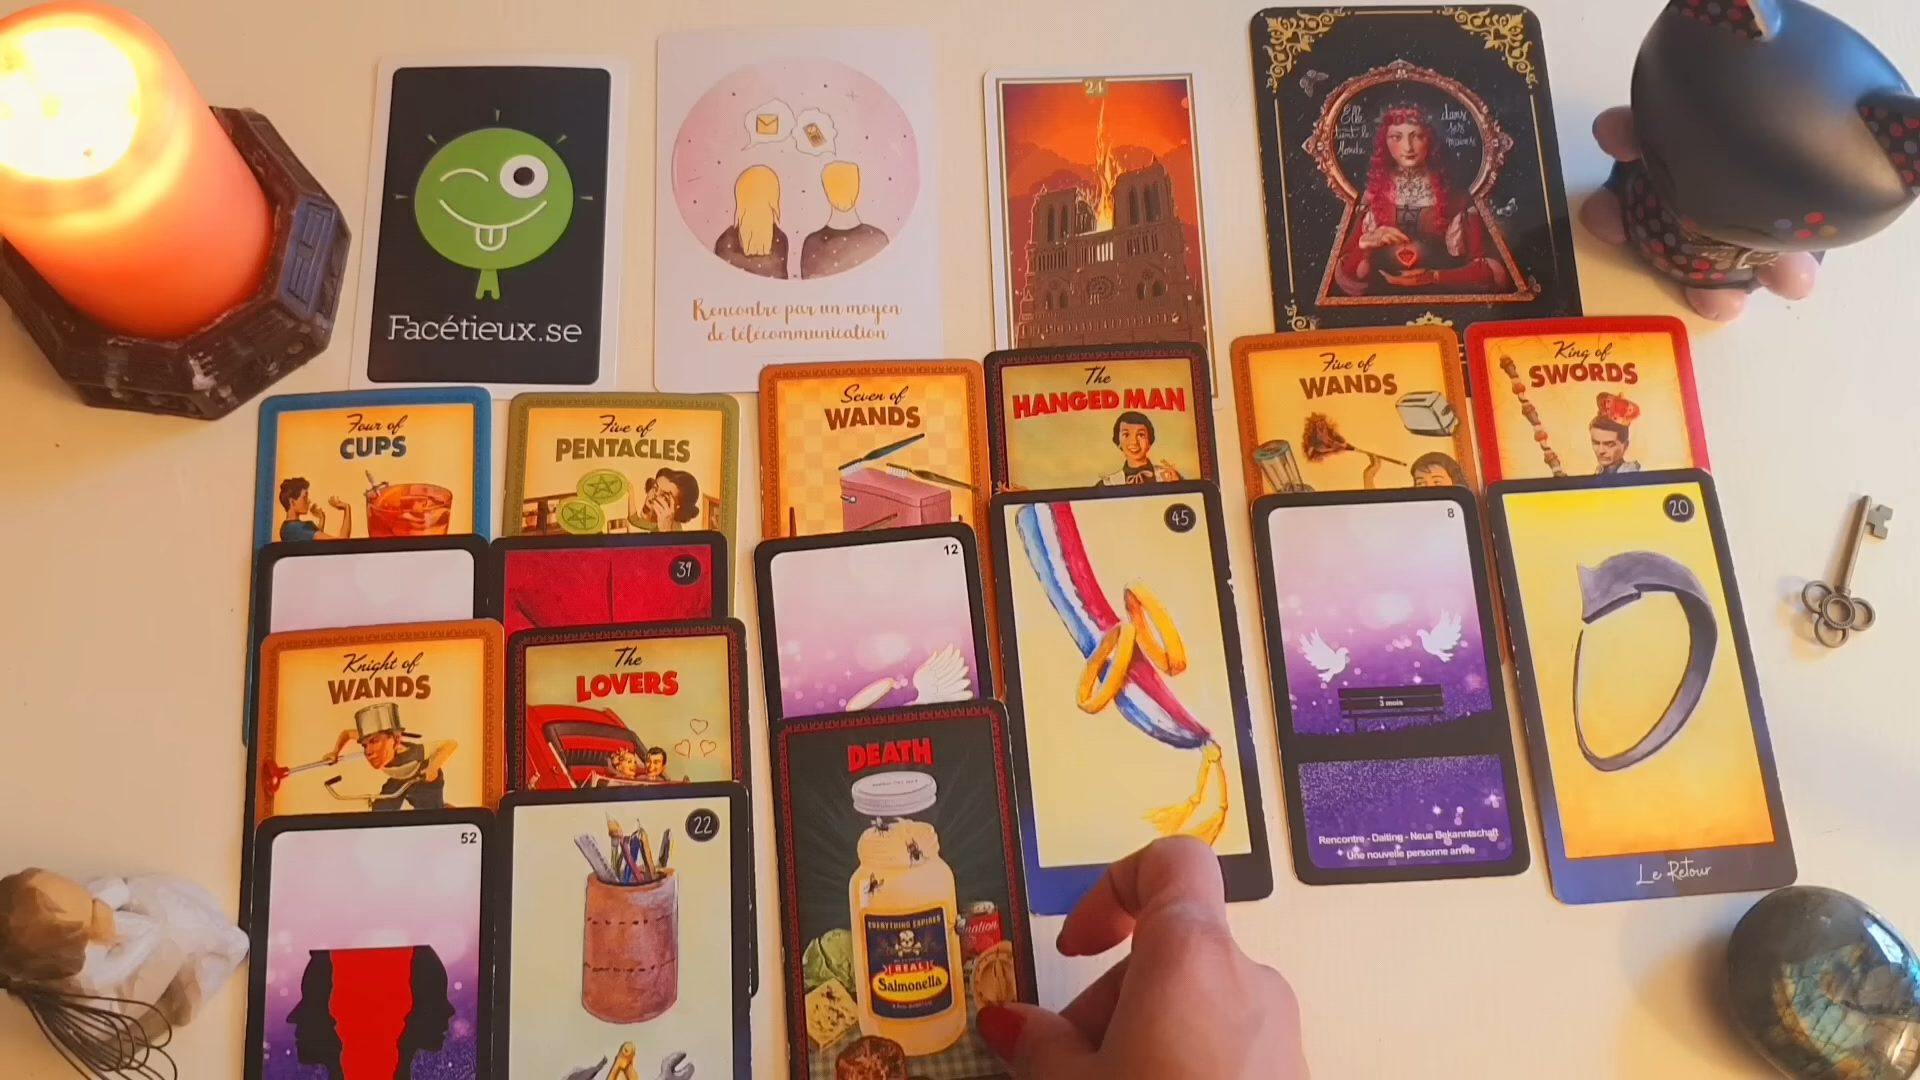 Facétieux.se
Rencontre par un moyen
de télécommunication
24
Elle
tient le
Monde
dans
ses
mains
Four of
CUPS
Five of
PENTACLES
Seven of
WANDS
The
HANGED MAN
Five of
WANDS
King of
SWORDS
39
12
45
8
3 mois
Rencontre - Daiting - Neue Bekanntschaft
Une nouvelle personne arrive
20
Le Retour
Knight of
WANDS
The
LOVERS
DEATH
EVERYTHING EXPIRES
REAL
Salmonella
nation
52
22